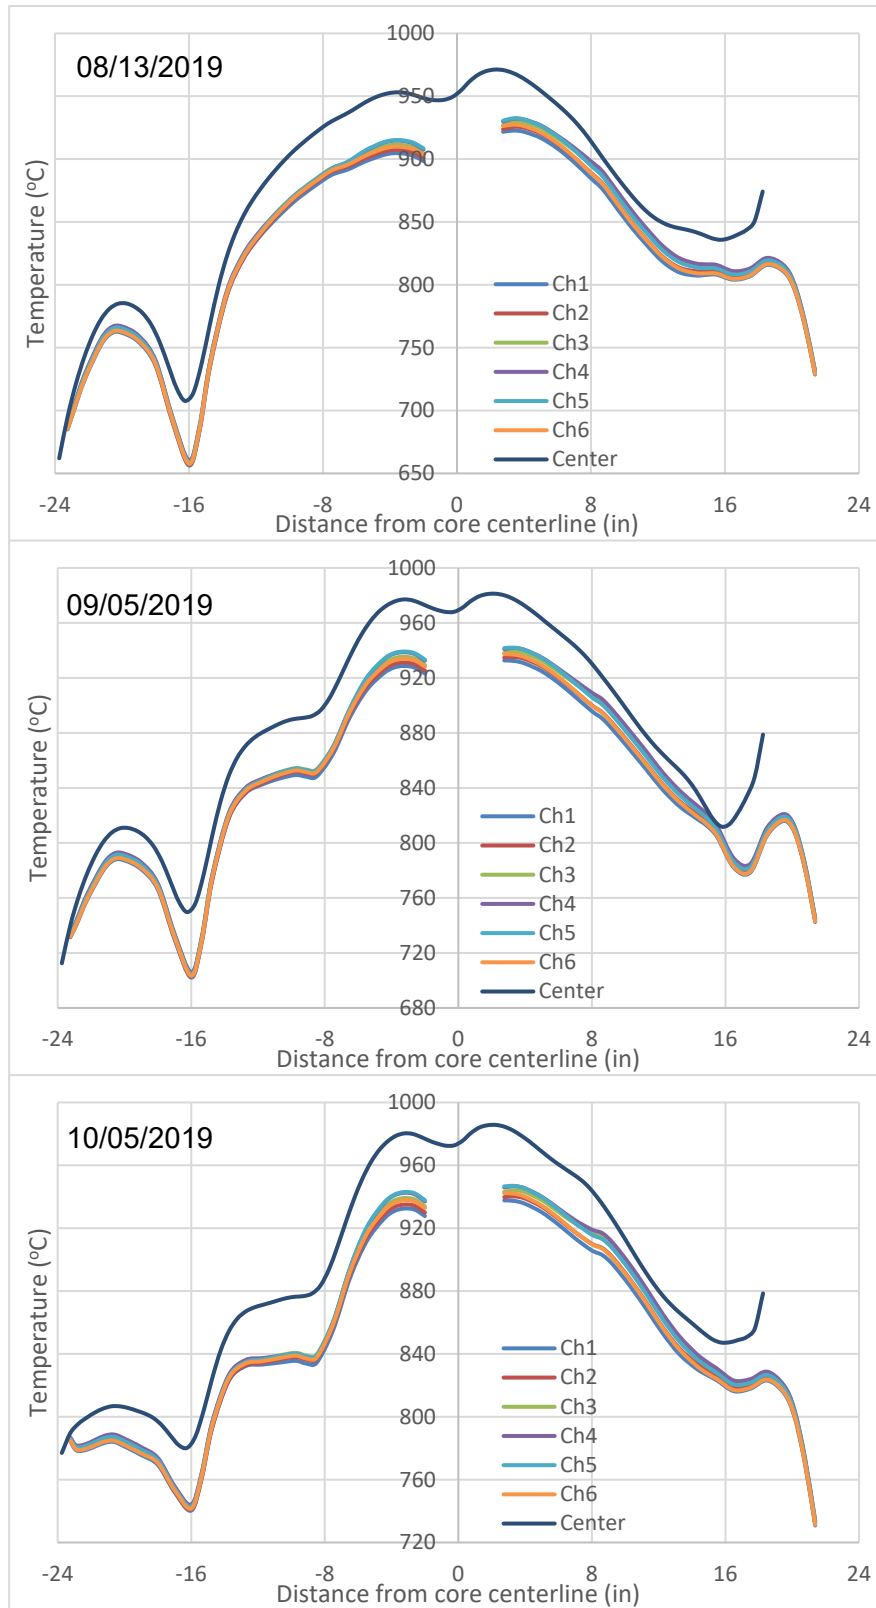 08/13/2019
Temperature (ºC)
1000
950
900
850
800
750
700
650
-24 -16 -8 0 8 16 24
Distance from core centerline (in)
Ch1
Ch2
Ch3
Ch4
Ch5
Ch6
Center
09/05/2019
Temperature (ºC)
1000
960
920
880
840
800
760
720
680
-24 -16 -8 0 8 16 24
Distance from core centerline (in)
Ch1
Ch2
Ch3
Ch4
Ch5
Ch6
Center
10/05/2019
Temperature (ºC)
1000
960
920
880
840
800
760
720
-24 -16 -8 0 8 16 24
Distance from core centerline (in)
Ch1
Ch2
Ch3
Ch4
Ch5
Ch6
Center